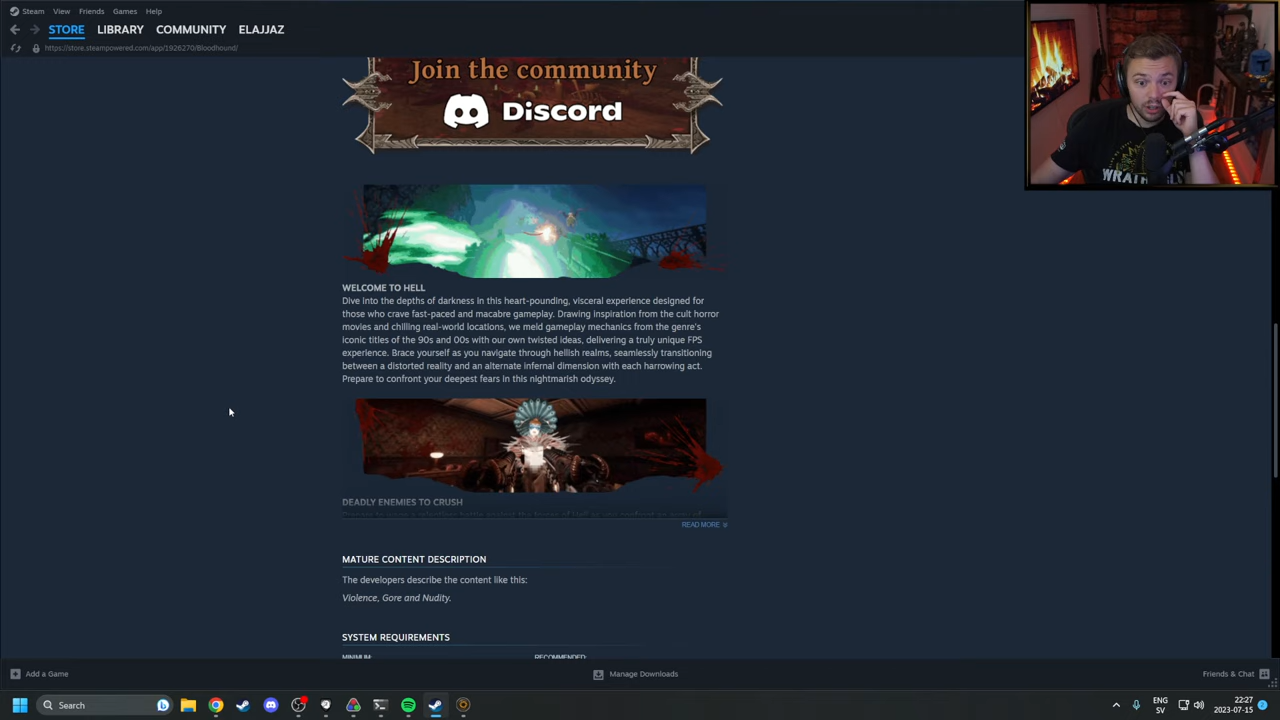 Steam View Friends Games Help
STORE LIBRARY COMMUNITY ELAJJAZ
https://store.steampowered.com/app/1926270/Bloodhound/
Join the community
Discord
WELCOME TO HELL
Dive into the depths of darkness in this heart-pounding, visceral experience designed for
those who crave fast-paced and macabre gameplay. Drawing inspiration from the cult horror
movies and chilling real-world locations, we meld gameplay mechanics from the genre's
iconic titles of the 90s and 00s with our own twisted ideas, delivering a truly unique FPS
experience. Brace yourself as you navigate through hellish realms, seamlessly transitioning
between a distorted reality and an alternate infernal dimension with each harrowing act.
Prepare to confront your deepest fears in this nightmarish odyssey.
DEADLY ENEMIES TO CRUSH
READ MORE
MATURE CONTENT DESCRIPTION
The developers describe the content like this:
Violence, Gore and Nudity.
SYSTEM REQUIREMENTS
MINIMUM: RECOMMENDED:
Add a Game Manage Downloads Friends & Chat
Search
ENG
SV
22:27
2023-07-15
2
WRATH